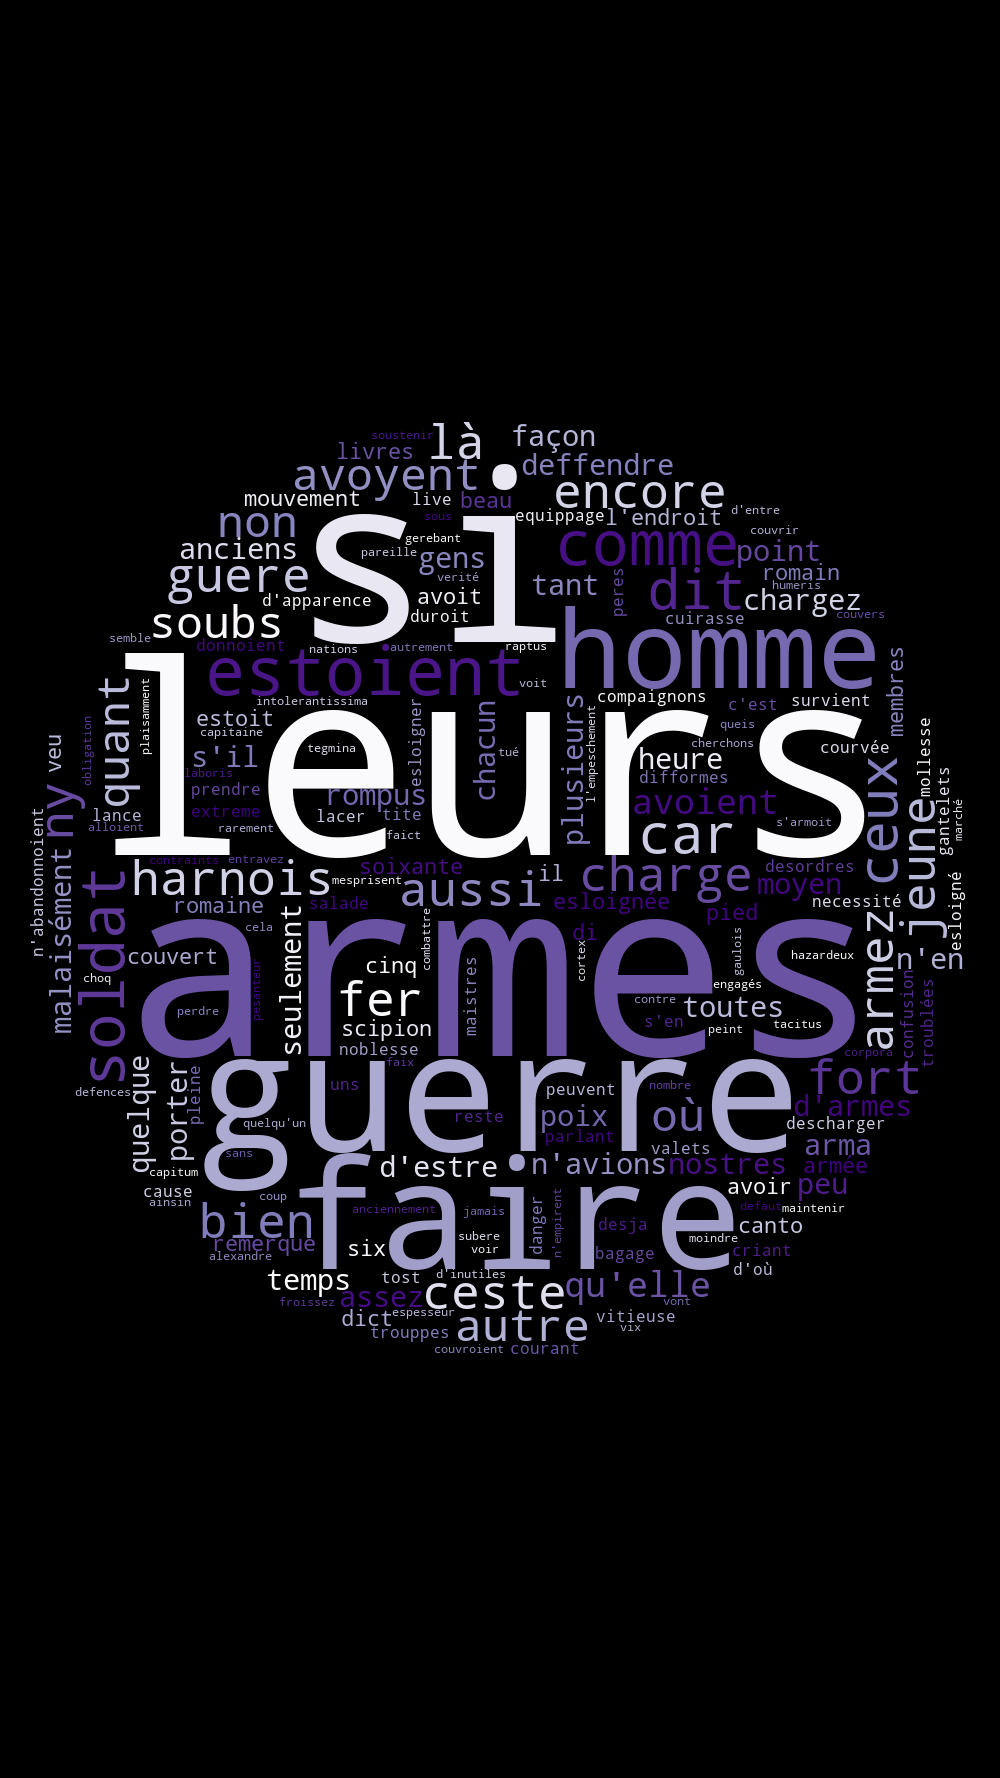 soustenir
là
façon
livres
avoyent
deffendre
mouvement
live
beau
encore
non
sous
equippage
l'endroit
d'entre
si
anciens
gerebant
comme
couvrir
pareille
gens
point
guere
verité
tant
peres
romain
humeris
d'apparence
avoit
dit
chargez
soubs
duroit
cuirasse
couvers
semble
donnoient
nations
autrement
raptus
homme
estoient
voit
membres
leurs
quant
plaisamment
intolerantissima
compaignons
c'est
survient
obligation
estoit
capitaine
esloigner
chacun
plusieurs
l'empeschement
queis
veu
s'il
tegmina
tué
heure
cherchons
courvée
mollesse
laboris
prendre
rompus
difformes
ceux
gantelets
ny
lance
extreme
lacer
tite
avoient
jeune
marché
alloient
rarement
faict
car
s'armoit
n'abandonnoient
malaisément
contraints
entravez
soixante
il
charge
desordres
harnois
mesprisent
aussi
moyen
esloigné
soldat
romaine
salade
esloignée
pied
necessité
armes
cela
combattre
di
armez
n'en
couvert
seulement
cinq
maistres
cortex
gaulois
hazardeux
choq
pesanteur
fer
engagés
confusion
troublées
perdre
scipion
contre
toutes
s'en
peint
tacitus
noblesse
corpora
guerre
faix
quelque
porter
pleine
defences
uns
peuvent
nombre
fort
reste
poix
où
d'armes
quelqu'un
parlant
descharger
sans
valets
arma
capitum
d'estre
n'avions
nostres
armée
faire
cause
ainsin
coup
avoir
peu
bien
anciennement
jamais
danger
n'empirent
defaut
maintenir
desja
canto
remerque
six
subere
voir
moindre
alexandre
bagage
criant
temps
tost
d'inutiles
d'où
froissez
assez
ceste
qu'elle
vont
dict
espesseur
autre
vitieuse
trouppes
vix
couvroient
courant